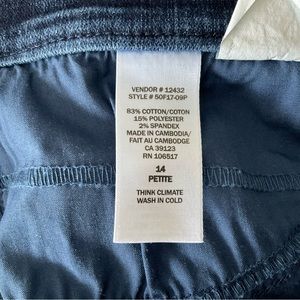 VENDOR # 12432
STYLE # 50F17-09P
83% COTTON/COTON
15% POLYESTER
2% SPANDEX
MADE IN CAMBODIA/
FAIT AU CAMBODGE
CA 39123
RN 106517
14
PETITE
THINK CLIMATE
WASH IN COLD